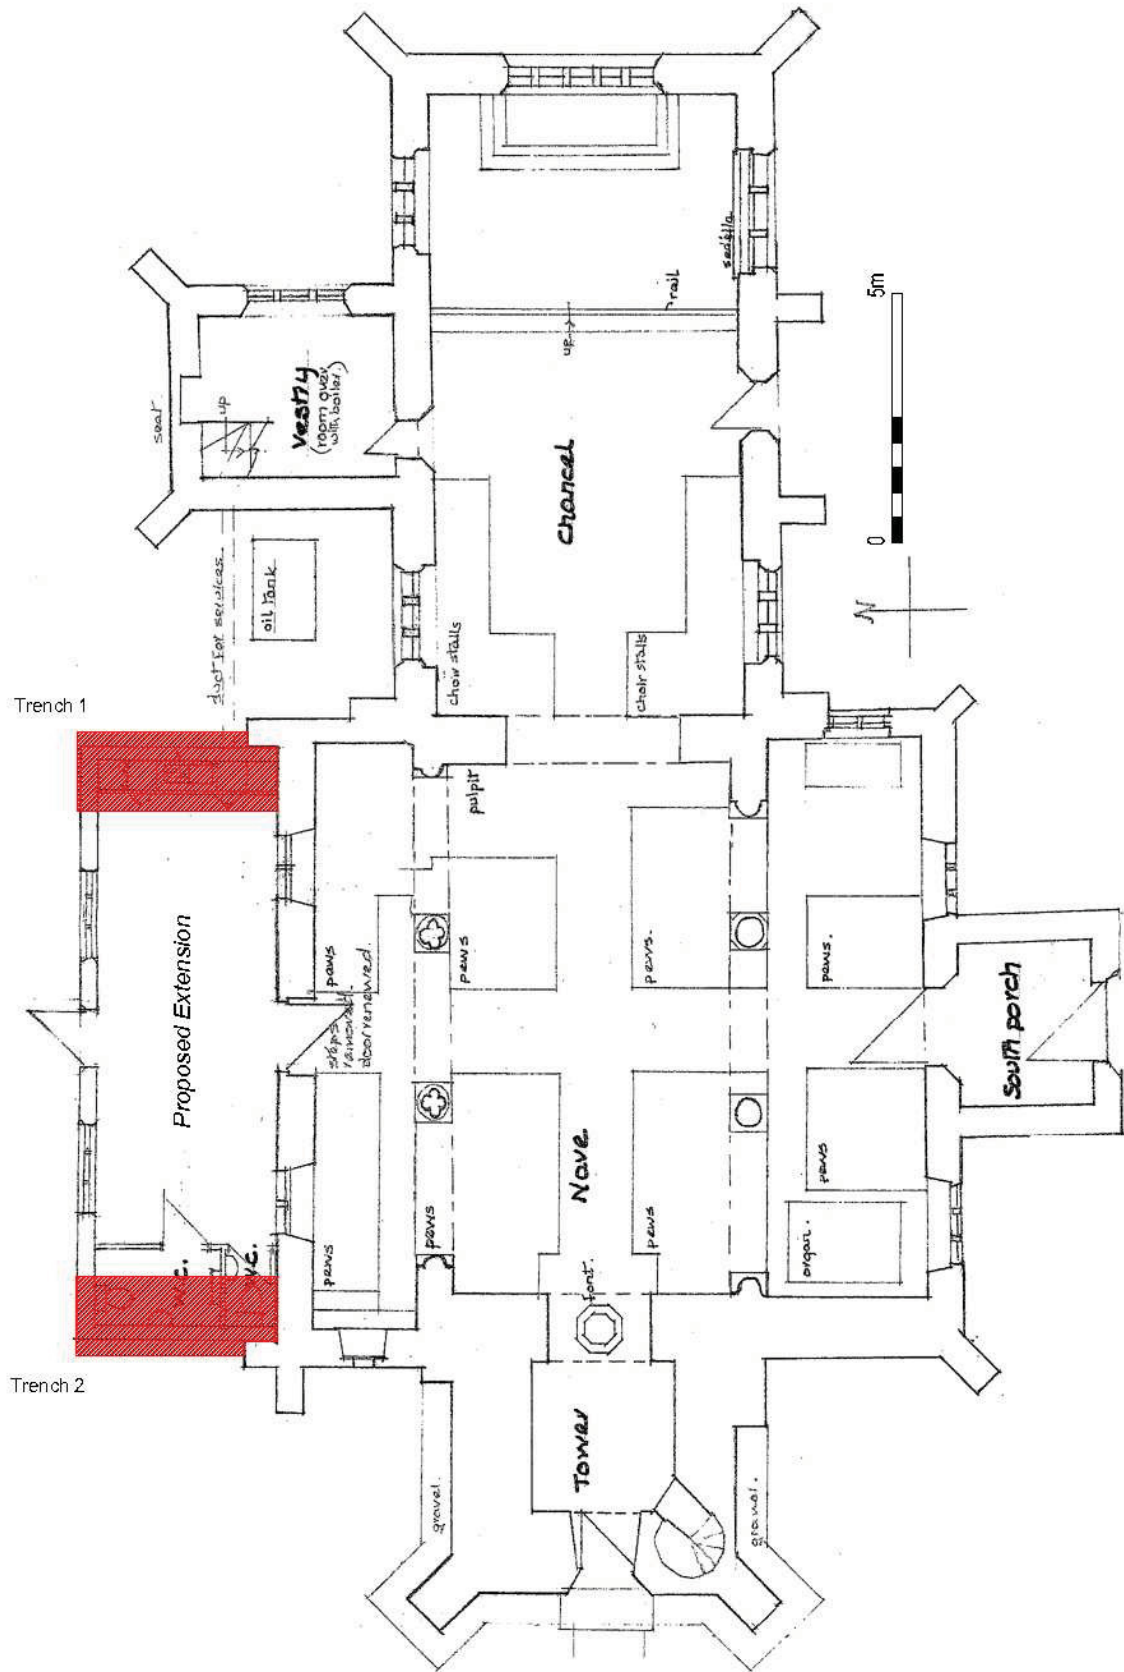 seat
up
Vestry
(room over
with boiler.)
sedilla
rail
up
5m
0
Chancel
duct for services.
oil tank
choir stalls
choir stalls
N
Trench 1
pulpit
Proposed Extension
pews
steps
removed.
door renewed.
pews
pews.
pews.
South porch
Nave.
pews
pews
pews
pews
organ.
W.C.
W.C.
font.
Trench 2
Tower
gravel.
gravel.